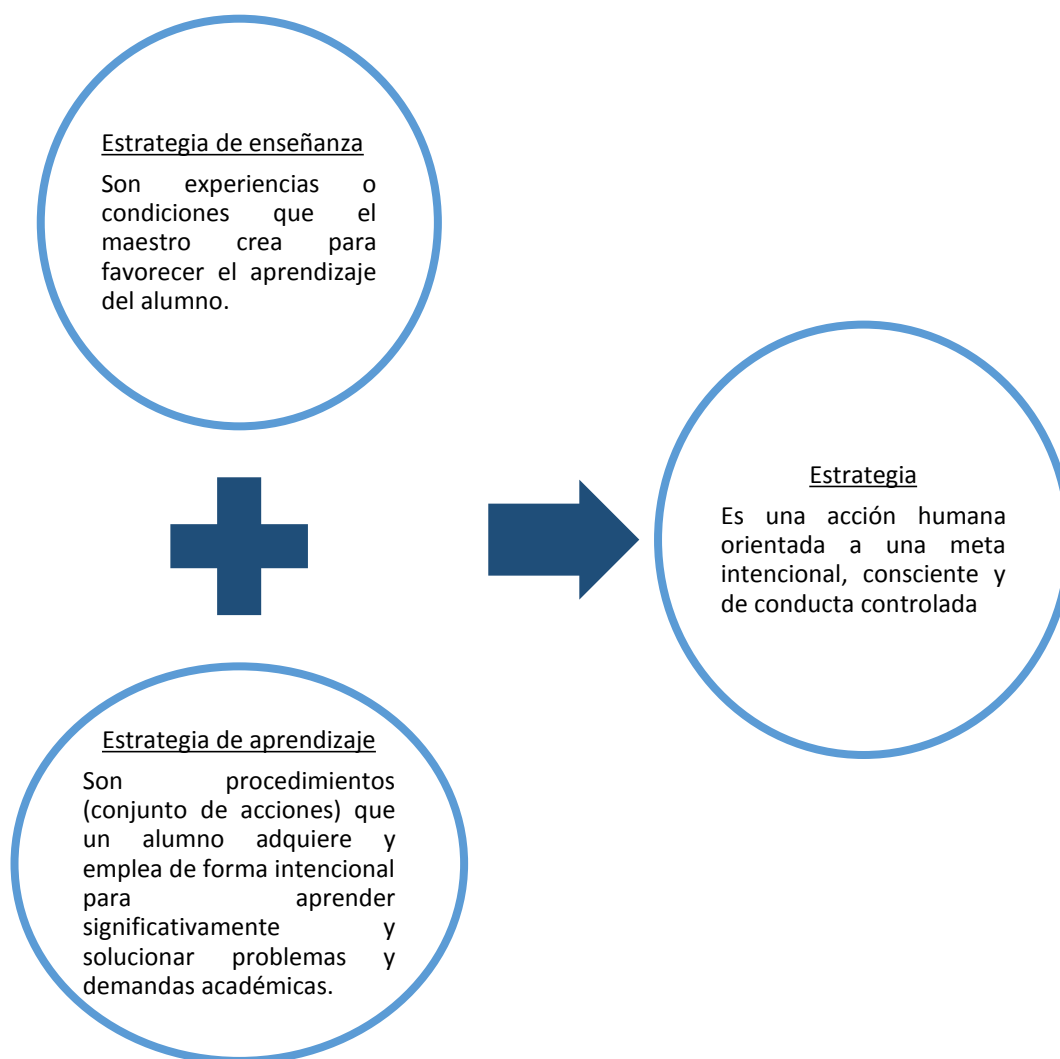 Estrategia de enseñanza
Son experiencias o
condiciones que el
maestro crea para
favorecer el aprendizaje
del alumno.
Estrategia
Es una acción humana
orientada a una meta
intencional, consciente y
de conducta controlada
Estrategia de aprendizaje
Son procedimientos
(conjunto de acciones) que
un alumno adquiere y
emplea de forma intencional
para aprender
significativamente y
solucionar problemas y
demandas académicas.